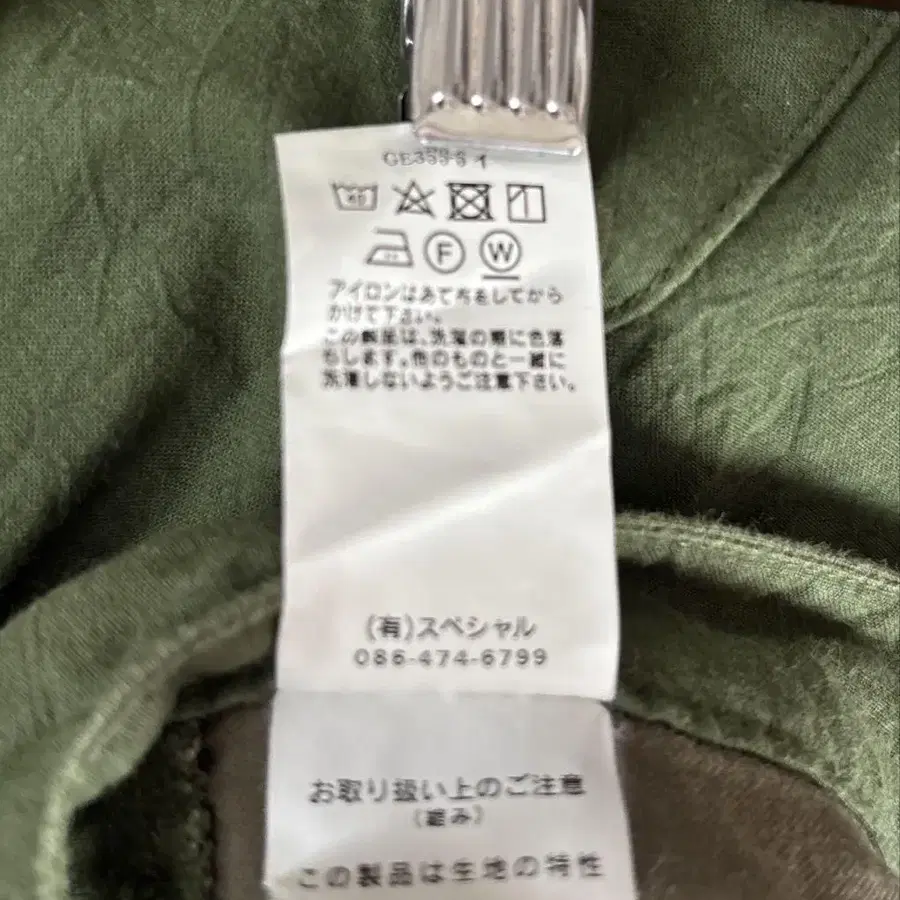 F W
アイロンはあて布をしてから
かけて下さい。
この製品は、洗濯の際に色落
ちします。他のものと一緒に
洗濯しないようご注意下さい。
(有)スペシャル
086-474-6799
お取り扱い上のご注意
(縮み)
この製品は生地の特性